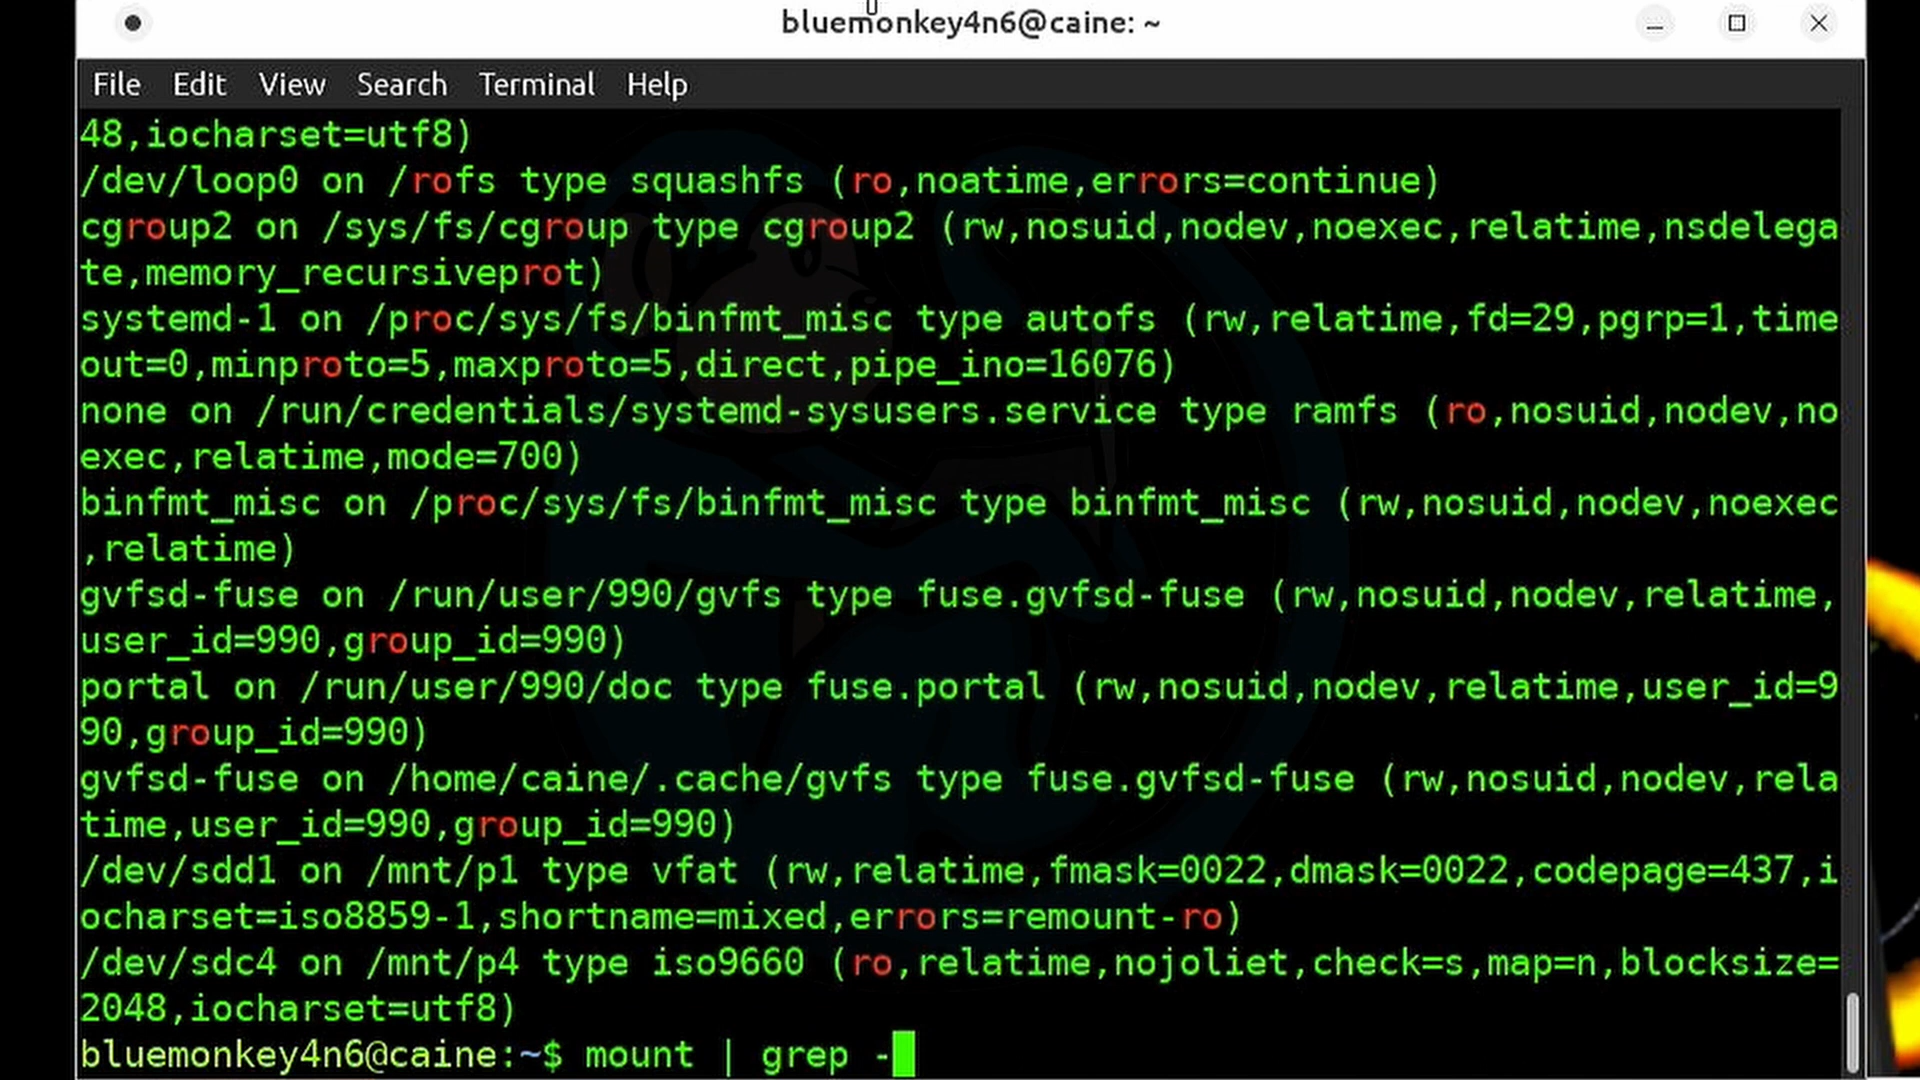 bluemonkey4n6@caine: ~
File Edit View Search Terminal Help
48,iocharset=utf8)
/dev/loop0 on /rofs type squashfs (ro,noatime,errors=continue)
cgroup2 on /sys/fs/cgroup type cgroup2 (rw,nosuid,nodev,noexec,relatime,nsdelega
te,memory_recursiveprot)
systemd-1 on /proc/sys/fs/binfmt_misc type autofs (rw,relatime,fd=29,pgrp=1,time
out=0,minproto=5,maxproto=5,direct,pipe_ino=16076)
none on /run/credentials/systemd-sysusers.service type ramfs (ro,nosuid,nodev,no
exec,relatime,mode=700)
binfmt_misc on /proc/sys/fs/binfmt_misc type binfmt_misc (rw,nosuid,nodev,noexec
,relatime)
gvfsd-fuse on /run/user/990/gvfs type fuse.gvfsd-fuse (rw,nosuid,nodev,relatime,
user_id=990,group_id=990)
portal on /run/user/990/doc type fuse.portal (rw,nosuid,nodev,relatime,user_id=9
90,group_id=990)
gvfsd-fuse on /home/caine/.cache/gvfs type fuse.gvfsd-fuse (rw,nosuid,nodev,rela
time,user_id=990,group_id=990)
/dev/sdd1 on /mnt/p1 type vfat (rw,relatime,fmask=0022,dmask=0022,codepage=437,i
ocharset=iso8859-1,shortname=mixed,errors=remount-ro)
/dev/sdc4 on /mnt/p4 type iso9660 (ro,relatime,nojoliet,check=s,map=n,blocksize=
2048,iocharset=utf8)
bluemonkey4n6@caine:~$ mount | grep -